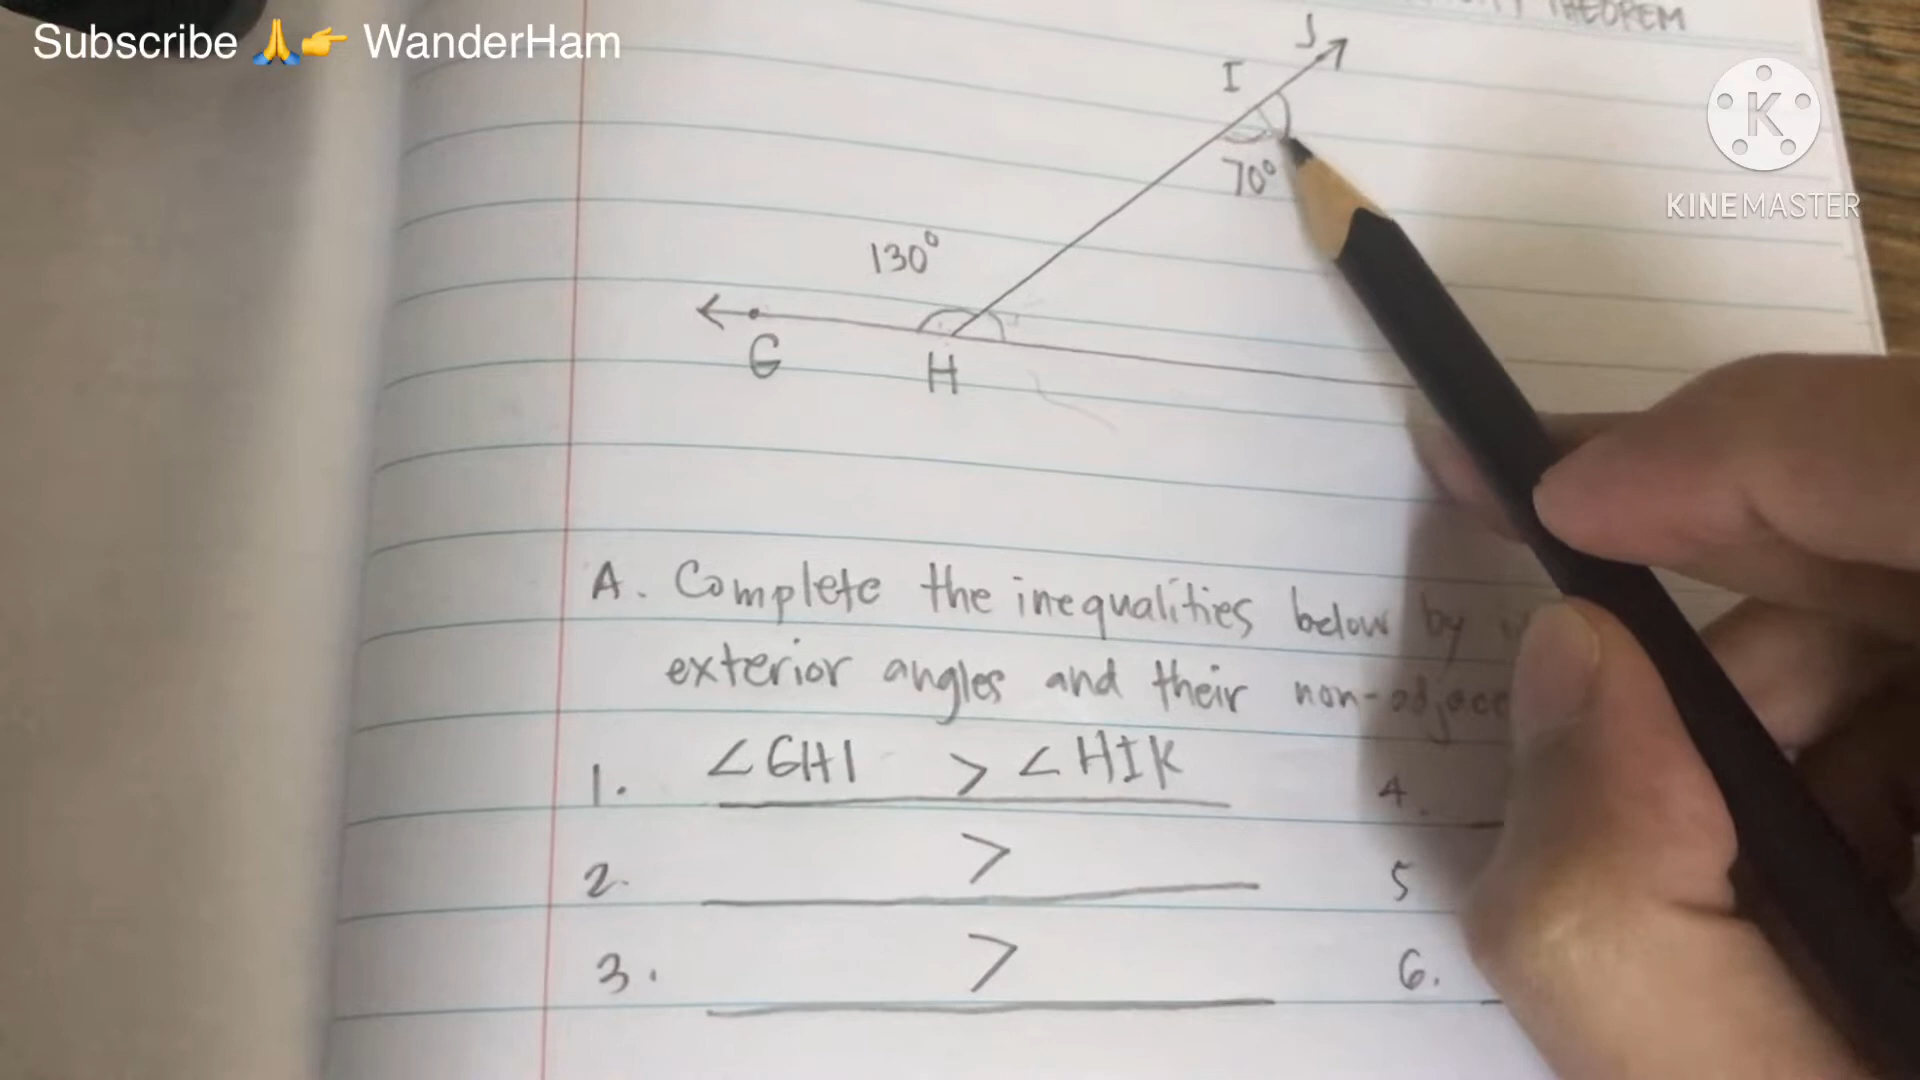 Subscribe 🙏👉 WanderHam
THEOREM
J
I
K
KINEMASTER
70°
130°
G
H
A. Complete the inequalities below by
exterior angles and their non-adjace
1. <GHI > <HIK
4.
2. >
5
3. >
6.